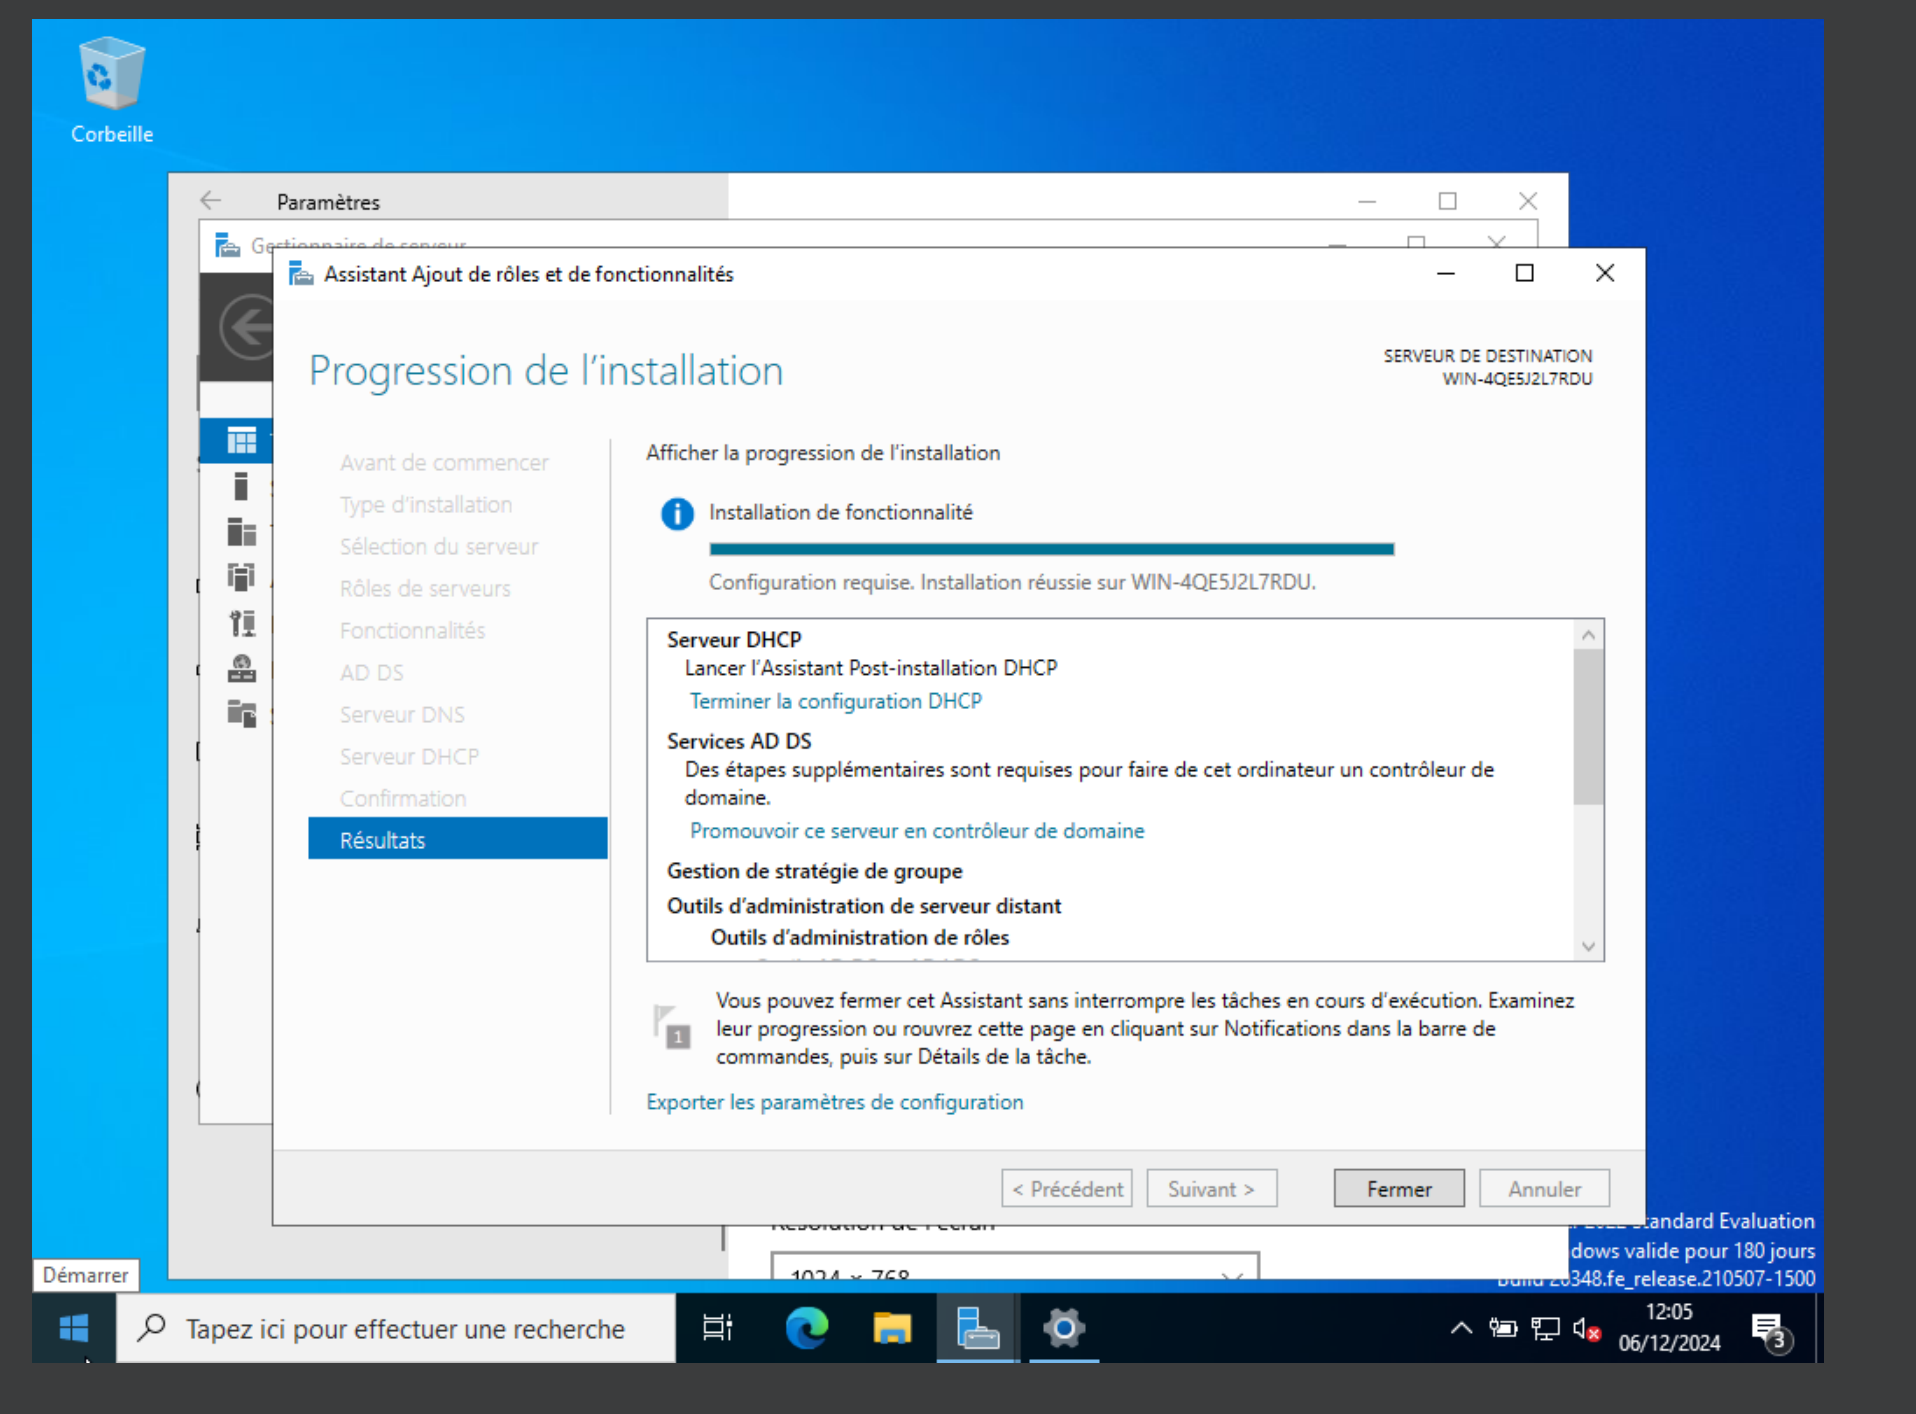 Corbeille
Paramètres
Gestionnaire de serveur
Assistant Ajout de rôles et de fonctionnalités
Progression de l'installation
SERVEUR DE DESTINATION
WIN-4QE5J2L7RDU
Avant de commencer
Type d'installation
Sélection du serveur
Rôles de serveurs
Fonctionnalités
AD DS
Serveur DNS
Serveur DHCP
Confirmation
Résultats
Afficher la progression de l'installation
Installation de fonctionnalité
Configuration requise. Installation réussie sur WIN-4QE5J2L7RDU.
Serveur DHCP
Lancer l'Assistant Post-installation DHCP
Terminer la configuration DHCP
Services AD DS
Des étapes supplémentaires sont requises pour faire de cet ordinateur un contrôleur de
domaine.
Promouvoir ce serveur en contrôleur de domaine
Gestion de stratégie de groupe
Outils d'administration de serveur distant
Outils d'administration de rôles
1
Vous pouvez fermer cet Assistant sans interrompre les tâches en cours d'exécution. Examinez
leur progression ou rouvrez cette page en cliquant sur Notifications dans la barre de
commandes, puis sur Détails de la tâche.
Exporter les paramètres de configuration
< Précédent
Suivant >
Fermer
Annuler
Résolution de l'écran
1024 × 768
Standard Evaluation
dows valide pour 180 jours
Build 20348.fe_release.210507-1500
Démarrer
Tapez ici pour effectuer une recherche
12:05
06/12/2024
3